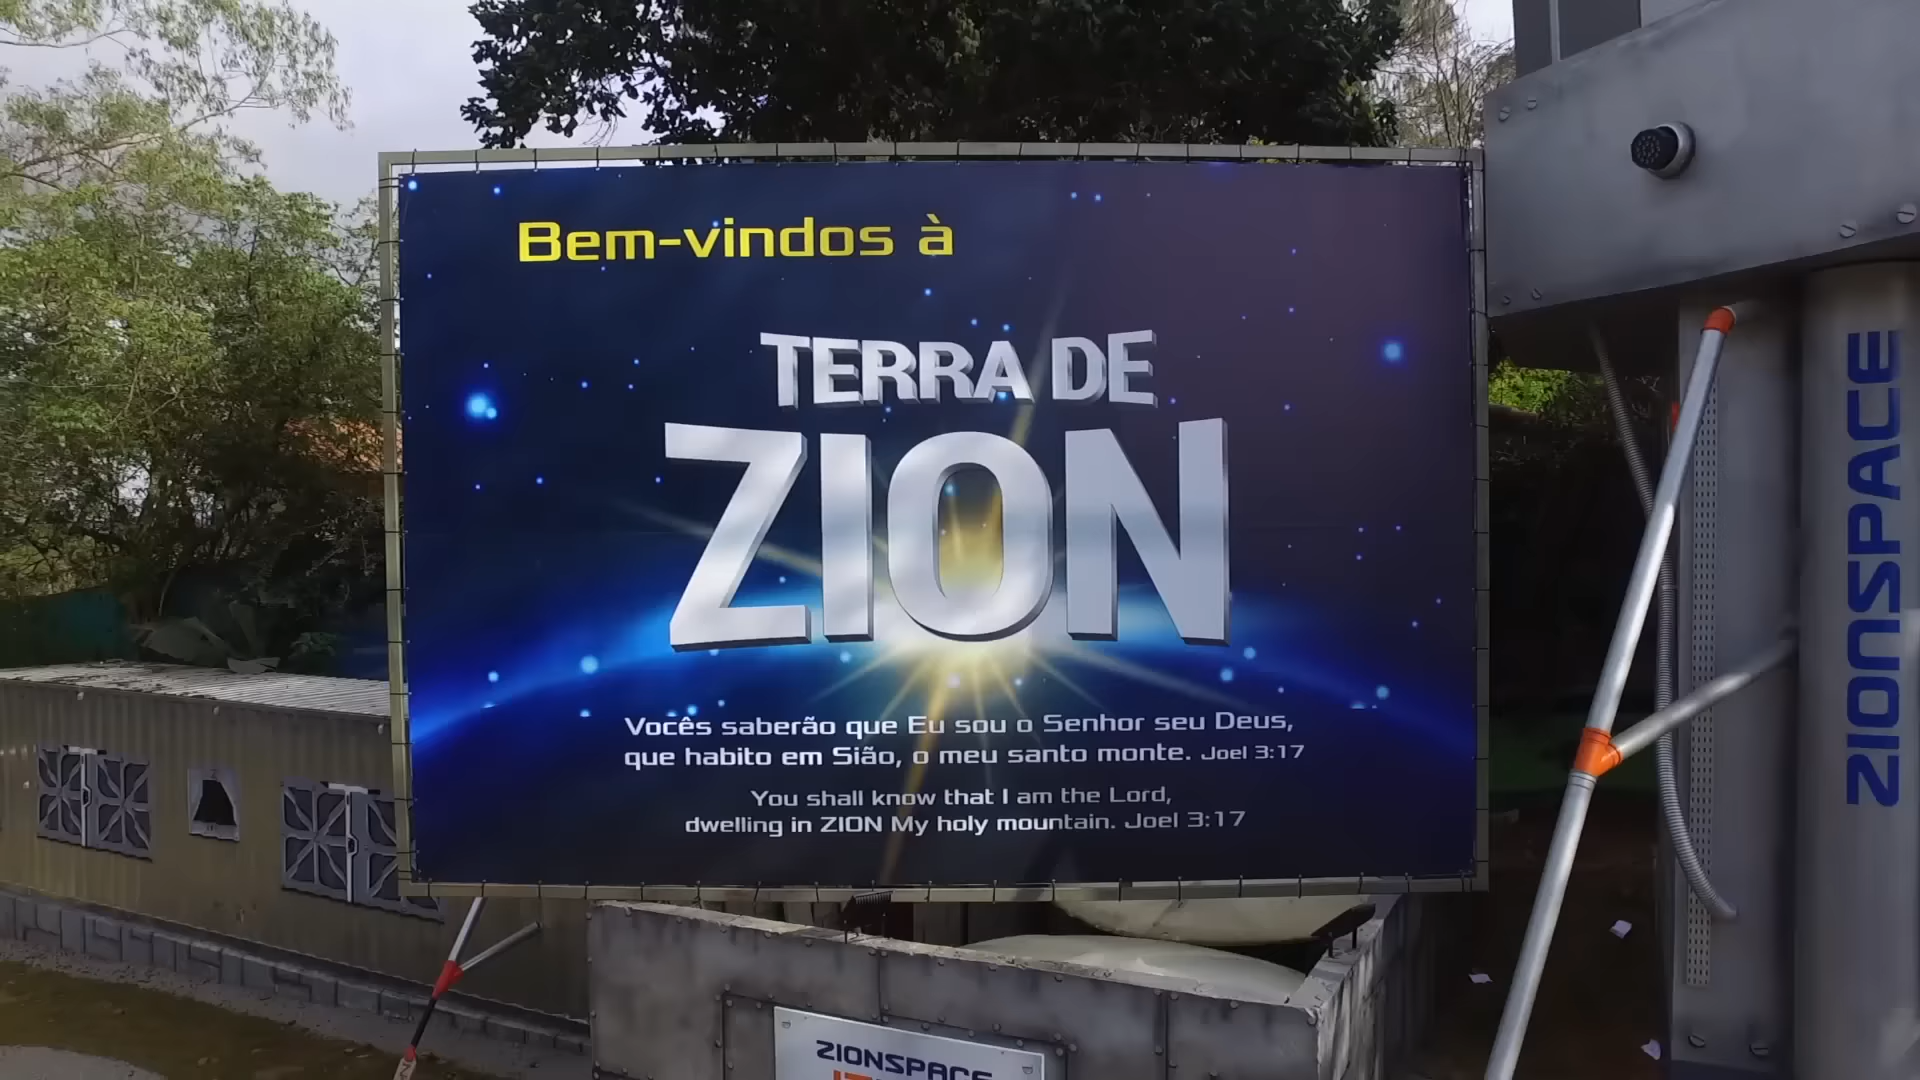 Bem-vindos à
TERRA DE
ZION
Vocês saberão que Eu sou o Senhor seu Deus,
que habito em Sião, o meu santo monte. Joel 3:17
You shall know that I am the Lord,
dwelling in ZION My holy mountain. Joel 3:17
ZIONSPACE
ZIONSPACE